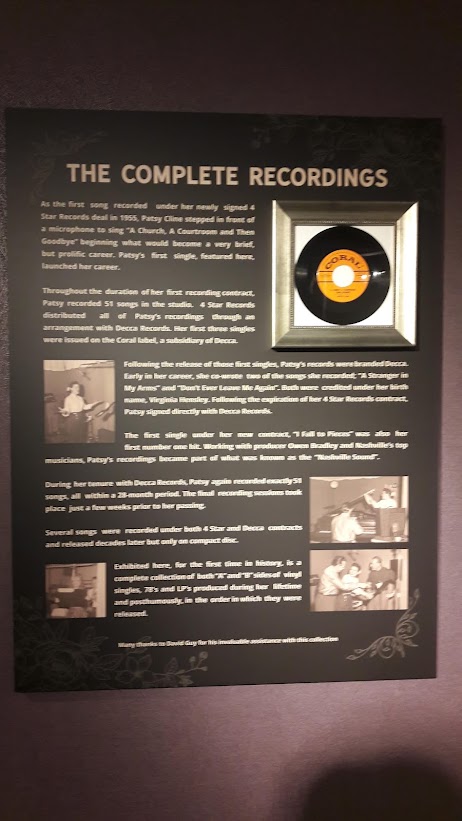 THE COMPLETE RECORDINGS
As the first song recorded under her newly signed 4
Star Records deal in 1955, Patsy Cline stepped in front of
a microphone to sing "A Church, A Courtroom and Then
Goodbye" beginning what would become a very brief,
but prolific career. Patsy's first single, featured here,
launched her career.
CORAL
Throughout the duration of her first recording contract,
Patsy recorded 51 songs in the studio. 4 Star Records
distributed all of Patsy's recordings through an
arrangement with Decca Records. Her first three singles
were issued on the Coral label, a subsidiary of Decca.
Following the release of those first singles, Patsy's records were branded Decca.
Early in her career, she co-wrote two of the songs she recorded; "A Stranger in
My Arms" and "Don't Ever Leave Me Again". Both were credited under her birth
name, Virginia Hensley. Following the expiration of her 4 Star Records contract,
Patsy signed directly with Decca Records.
The first single under her new contract, "I Fall to Pieces" was also her
first number one hit. Working with producer Owen Bradley and Nashville's top
musicians, Patsy's recordings became part of what was known as the "Nashville Sound".
During her tenure with Decca Records, Patsy again recorded exactly 51
songs, all within a 28-month period. The final recording sessions took
place just a few weeks prior to her passing.
Several songs were recorded under both 4 Star and Decca contracts
and released decades later but only on compact disc.
Exhibited here, for the first time in history, is a
complete collection of both "A" and "B" sides of vinyl
singles, 78's and LP's produced during her lifetime
and posthumously, in the order in which they were
released.
Many thanks to David Guy for his invaluable assistance with this collection